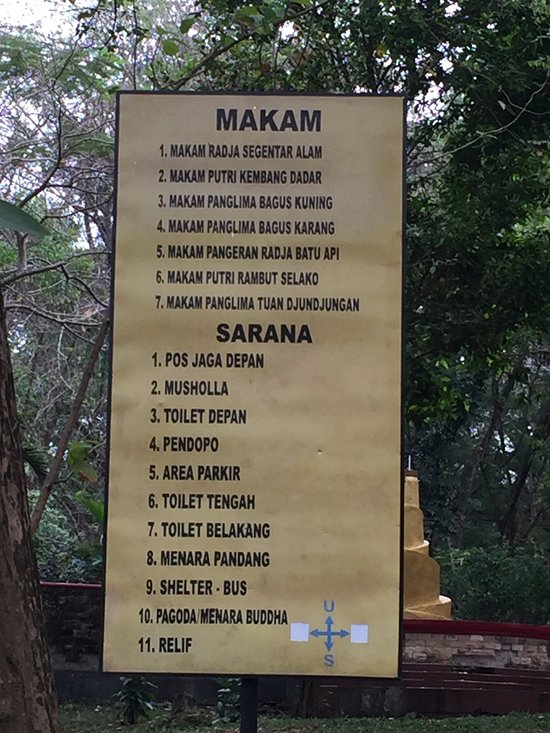 MAKAM
1. MAKAM RADJA SEGENTAR ALAM
2. MAKAM PUTRI KEMBANG DADAR
3. MAKAM PANGLIMA BAGUS KUNING
4. MAKAM PANGLIMA BAGUS KARANG
5. MAKAM PANGERAN RADJA BATU API
6. MAKAM PUTRI RAMBUT SELAKO
7. MAKAM PANGLIMA TUAN DJUNDJUNGAN
SARANA
1. POS JAGA DEPAN
2. MUSHOLLA
3. TOILET DEPAN
4. PENDOPO
5. AREA PARKIR
6. TOILET TENGAH
7. TOILET BELAKANG
8. MENARA PANDANG
9. SHELTER - BUS
10. PAGODA/MENARA BUDDHA
11. RELIF
U
S